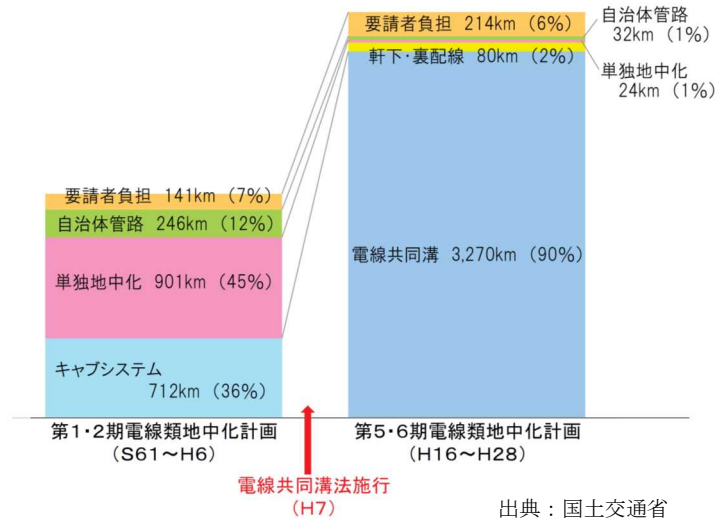 要請者負担 214km（6%）
自治体管路
32km（1%）
軒下・裏配線 80km（2%）
単独地中化
24km（1%）
要請者負担 141km（7%）
自治体管路 246km（12%）
単独地中化 901km（45%）
電線共同溝 3,270km（90%）
キャブシステム
712km（36%）
第1・2期電線類地中化計画
（S61～H6）
第5・6期電線類地中化計画
（H16～H28）
電線共同溝法施行
（H7）
出典：国土交通省